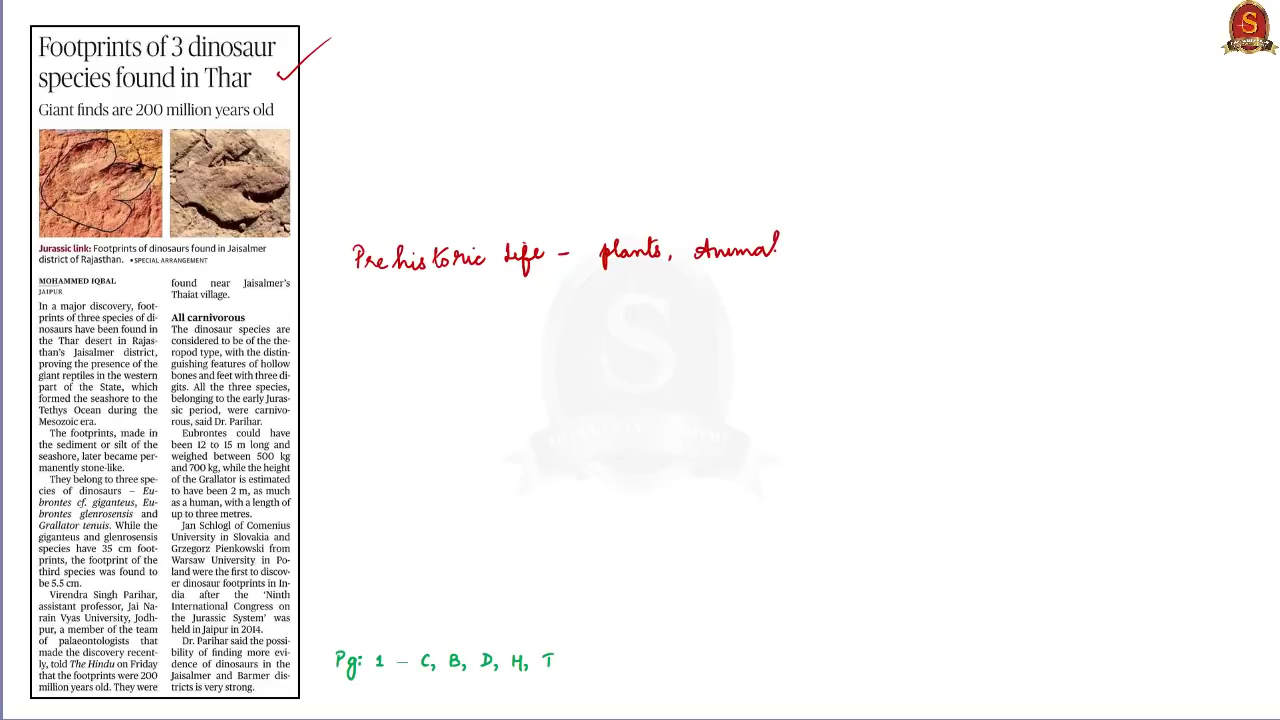 Footprints of 3 dinosaur
species found in Thar
Giant finds are 200 million years old
Jurassic link: Footprints of dinosaurs found in Jaisalmer
district of Rajasthan. •SPECIAL ARRANGEMENT
MOHAMMED IQBAL
JAIPUR
In a major discovery, foot-
prints of three species of di-
nosaurs have been found in
the Thar desert in Rajas-
than's Jaisalmer district,
proving the presence of the
giant reptiles in the western
part of the State, which
formed the seashore to the
Tethys Ocean during the
Mesozoic era.
The footprints, made in
the sediment or silt of the
seashore, later became per-
manently stone-like.
They belong to three spe-
cies of dinosaurs – Eu-
brontes cf. giganteus, Eu-
brontes glenrosensis and
Grallator tenuis. While the
giganteus and glenrosensis
species have 35 cm foot-
prints, the footprint of the
third species was found to
be 5.5 cm.
Virendra Singh Parihar,
assistant professor, Jai Na-
rain Vyas University, Jodh-
pur, a member of the team
of palaeontologists that
made the discovery recent-
ly, told The Hindu on Friday
that the footprints were 200
million years old. They were
found near Jaisalmer's
Thaiat village.
All carnivorous
The dinosaur species are
considered to be of the the-
ropod type, with the distin-
guishing features of hollow
bones and feet with three di-
gits. All the three species,
belonging to the early Juras-
sic period, were carnivo-
rous, said Dr. Parihar.
Eubrontes could have
been 12 to 15 m long and
weighed between 500 kg
and 700 kg, while the height
of the Grallator is estimated
to have been 2 m, as much
as a human, with a length of
up to three metres.
Jan Schlogl of Comenius
University in Slovakia and
Grzegorz Pienkowski from
Warsaw University in Po-
land were the first to discov-
er dinosaur footprints in In-
dia after the 'Ninth
International Congress on
the Jurassic System' was
held in Jaipur in 2014.
Dr. Parihar said the possi-
bility of finding more evi-
dence of dinosaurs in the
Jaisalmer and Barmer dis-
tricts is very strong.
Prehistoric Life - plants, Animal
Pg: 1 - C, B, D, H, T
S